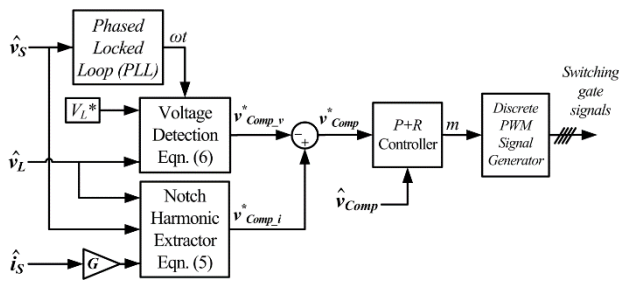 Phased
Locked
Loop (PLL)
v̂S
ωt
VL*
Voltage
Detection
Eqn. (6)
v*Comp_v
−
+
v*Comp
P+R
Controller
m
Discrete
PWM
Signal
Generator
Switching
gate
signals
v̂L
Notch
Harmonic
Extractor
Eqn. (5)
v*Comp_i
v̂Comp
îS
G